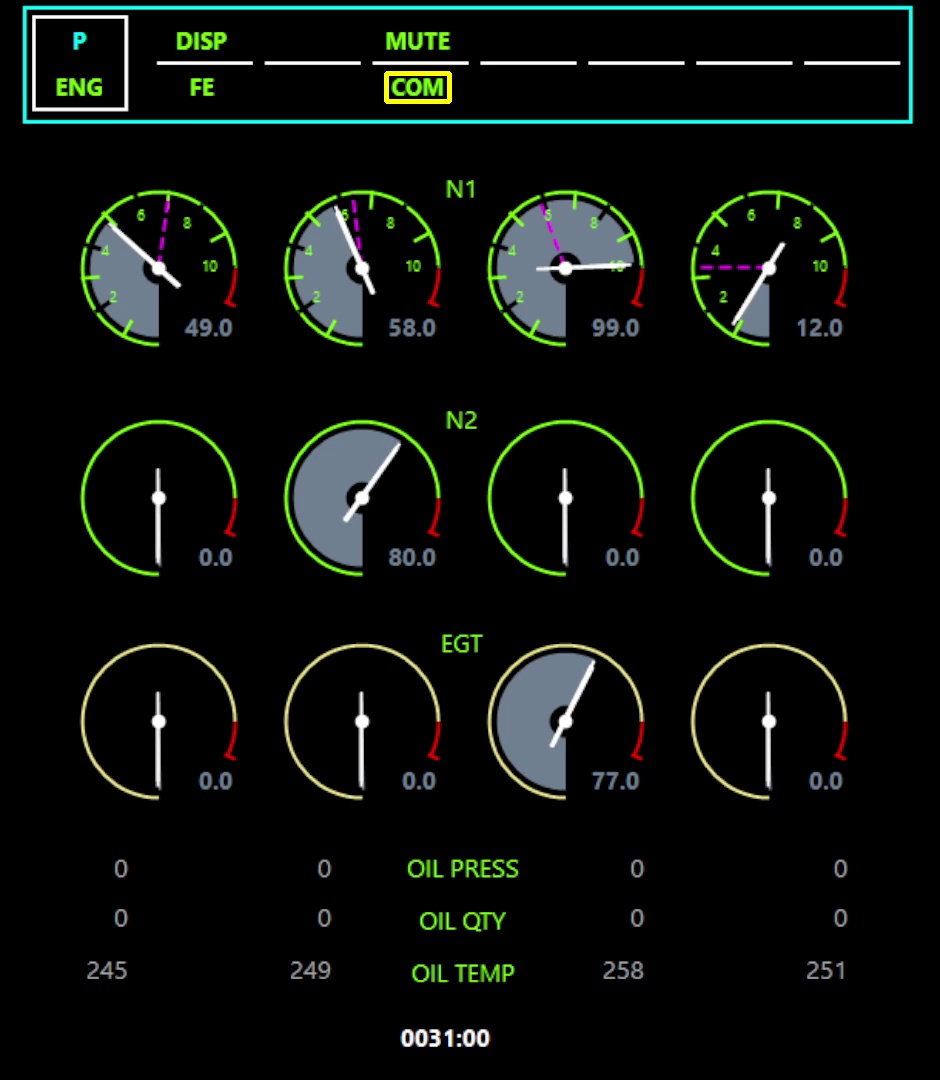 P DISP MUTE
ENG FE COM
N1
2 4 6 8 10 2 4 6 8 10 2 4 6 8 10 2 4 6 8 10
49.0 58.0 99.0 12.0
N2
0.0 80.0 0.0 0.0
EGT
0.0 0.0 77.0 0.0
0 0 OIL PRESS 0 0
0 0 OIL QTY 0 0
245 249 OIL TEMP 258 251
0031:00